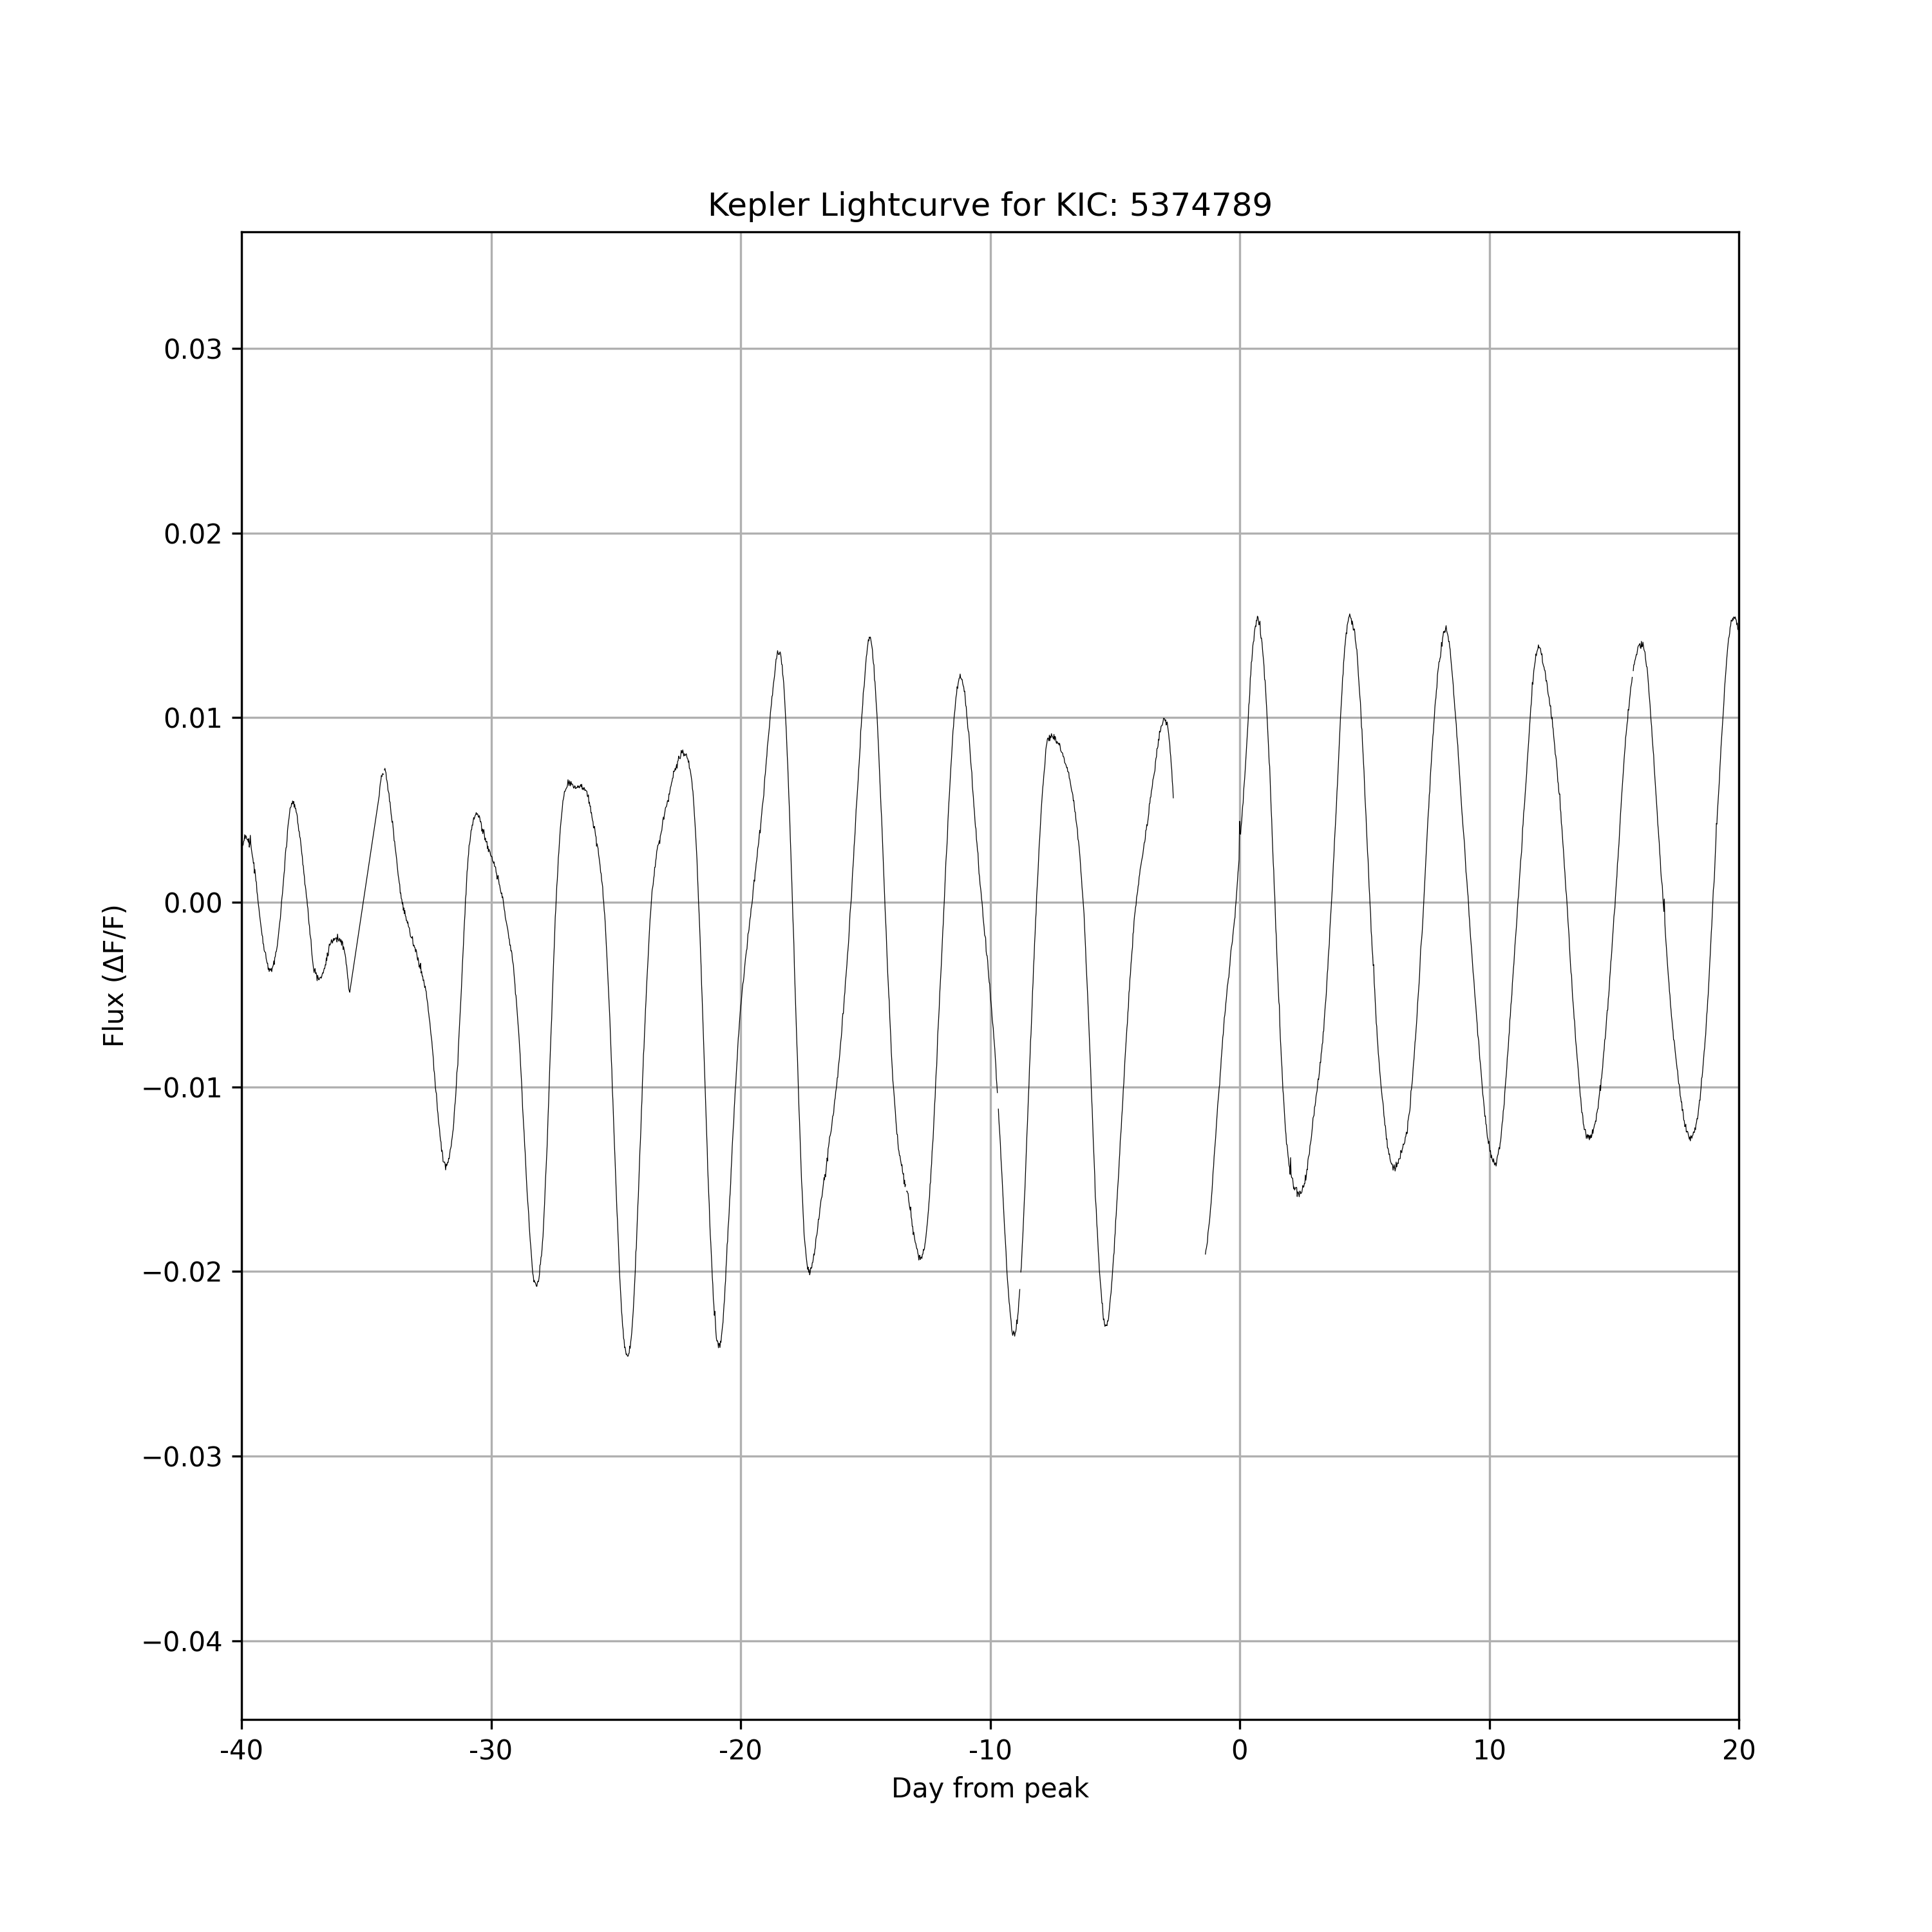 Kepler Lightcurve for KIC: 5374789
Flux (ΔF/F)
0.03
0.02
0.01
0.00
−0.01
−0.02
−0.03
−0.04
-40 -30 -20 -10 0 10 20
Day from peak